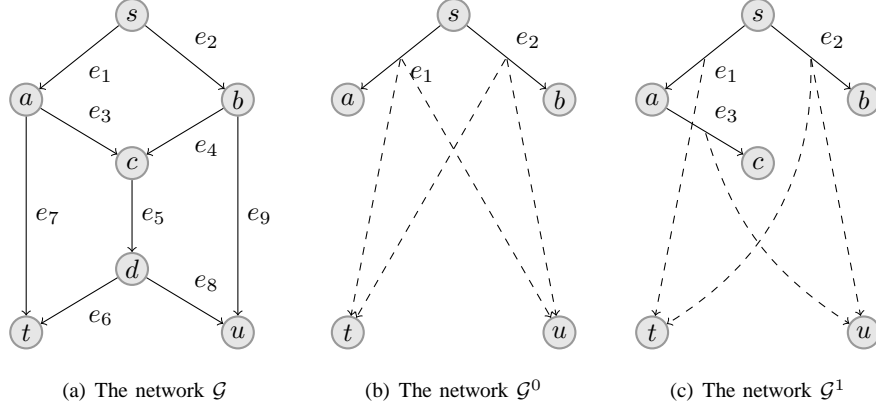 s s s
e₂ e₂ e₂
e₁ e₁ e₁
a b a b a b
e₃ e₃
e₄
c c
e₇ e₅ e₉
d
e₈
e₆
t u t u t u
(a) The network 𝒢 (b) The network 𝒢⁰ (c) The network 𝒢¹